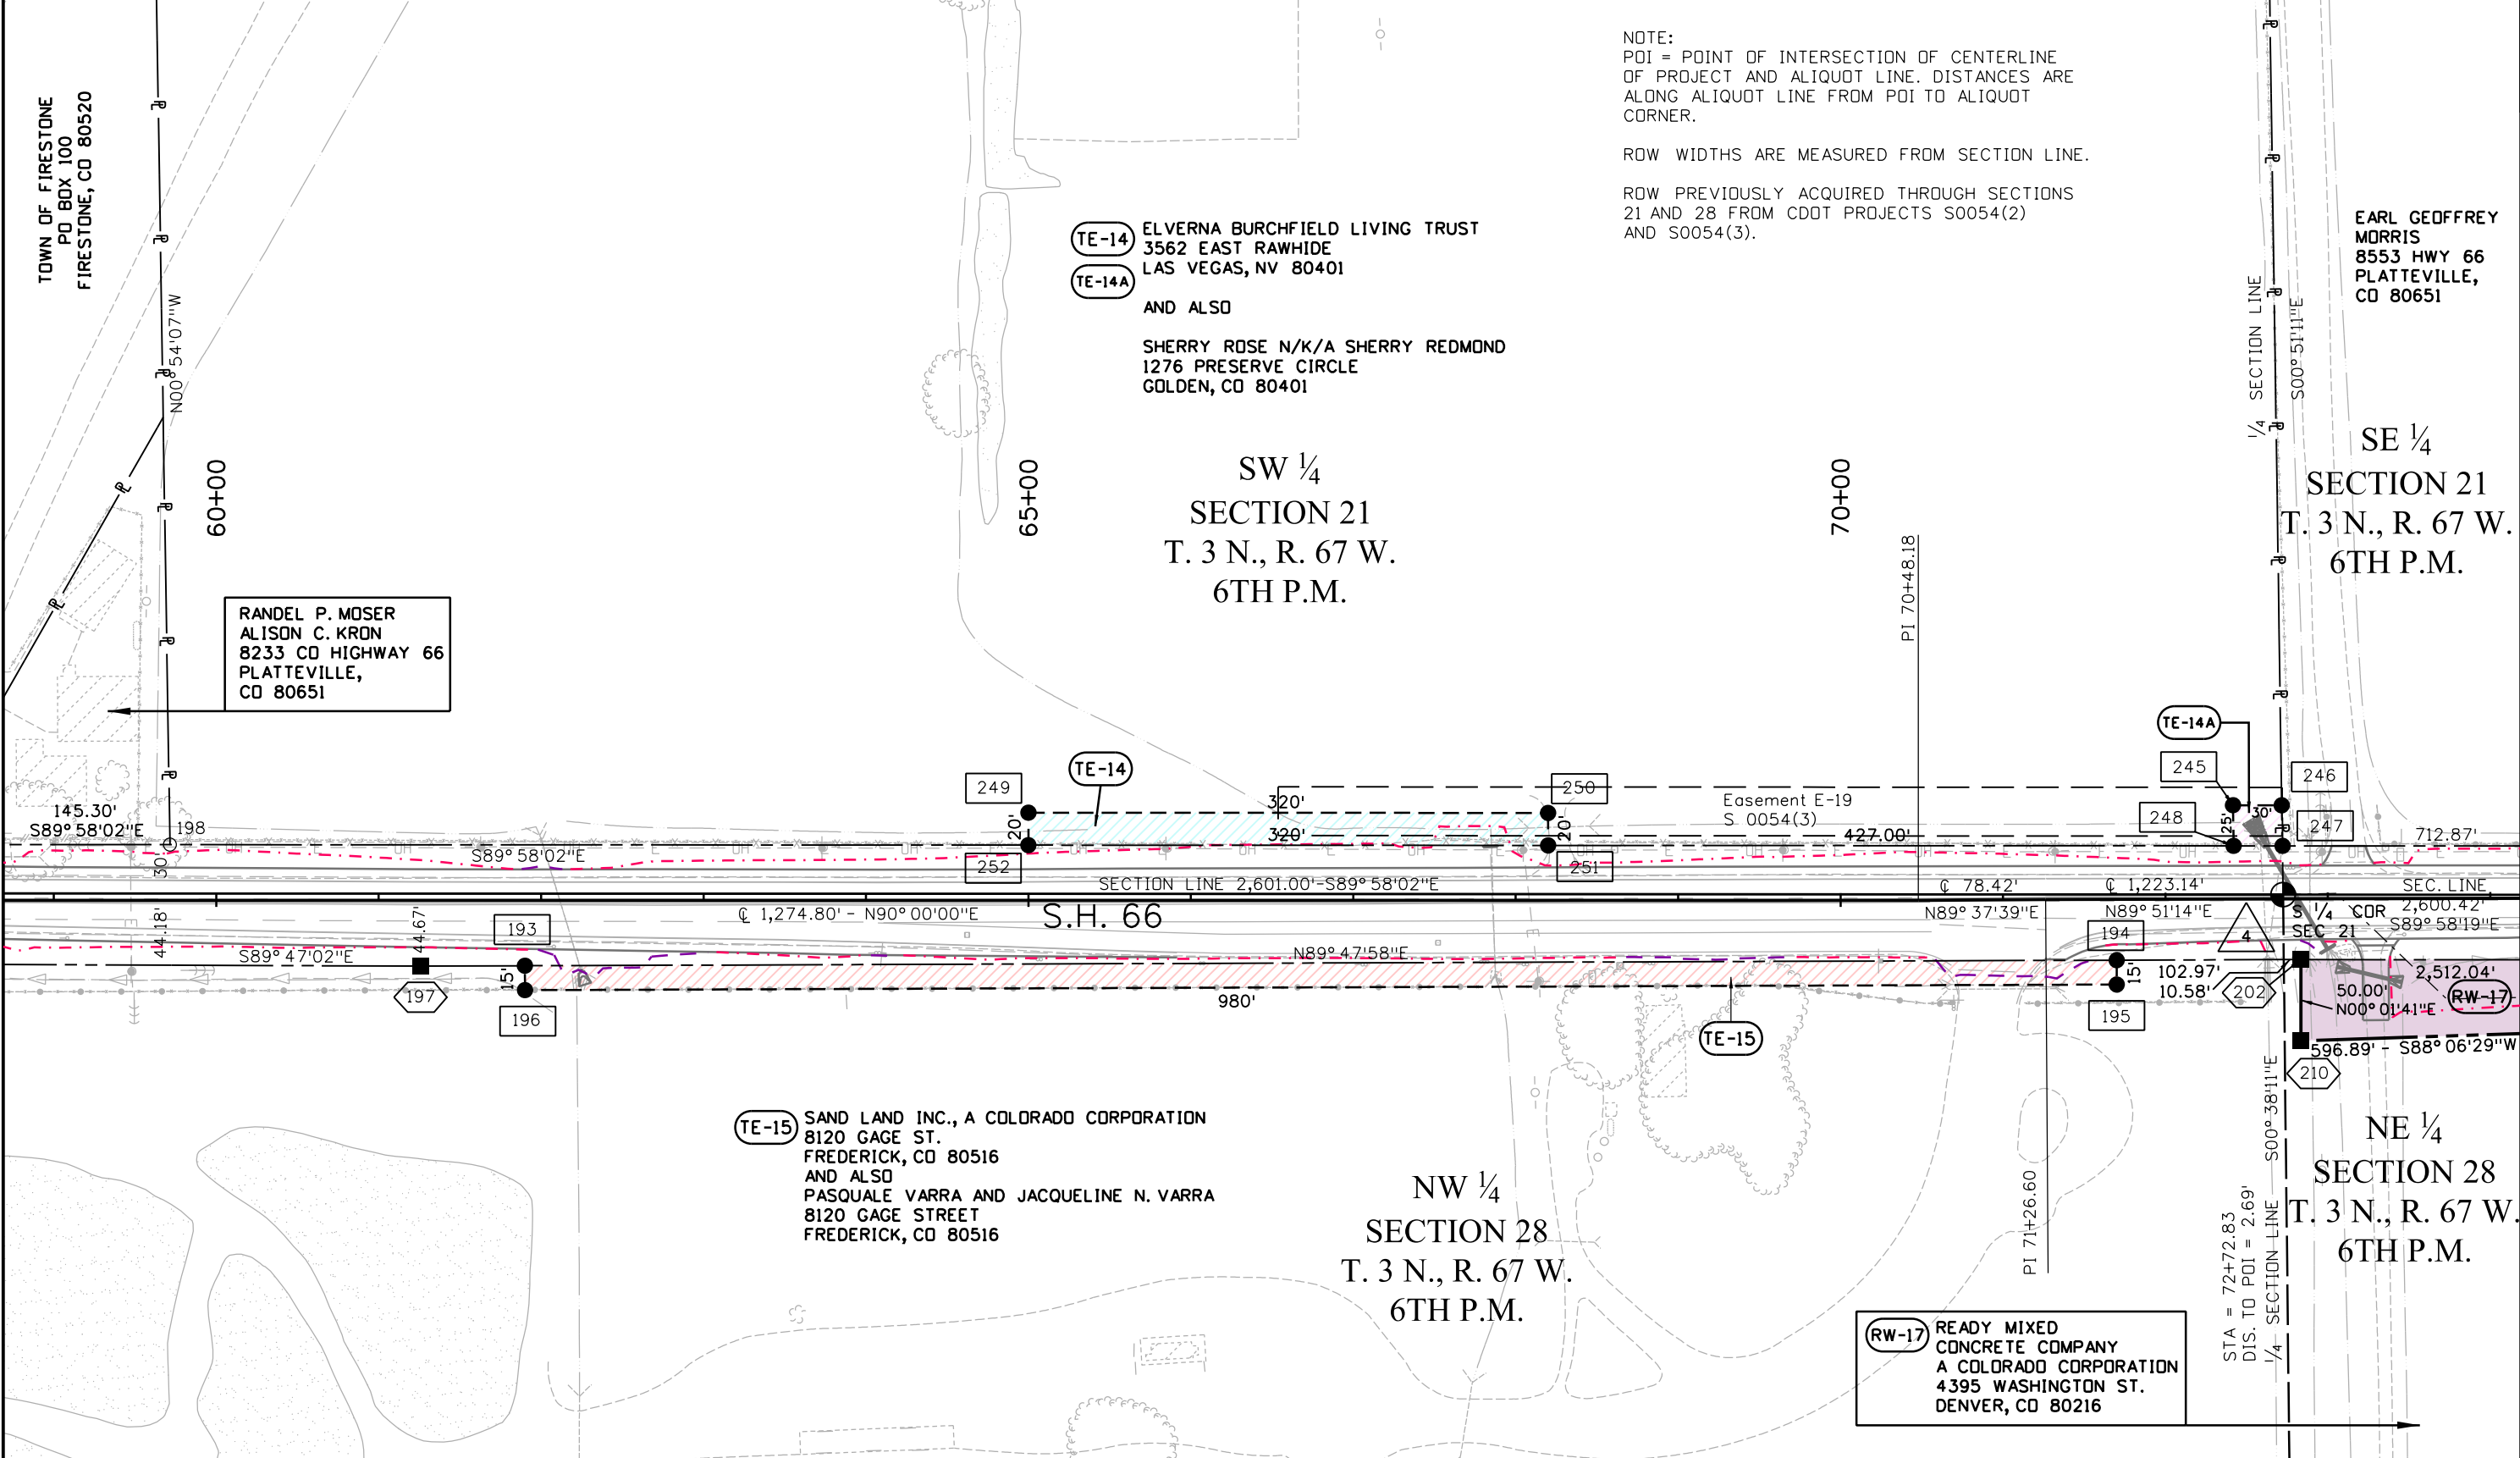 TOWN OF FIRESTONE
PO BOX 100
FIRESTONE, CO 80520
N00°54'07"W
NOTE:
POI = POINT OF INTERSECTION OF CENTERLINE
OF PROJECT AND ALIQUOT LINE. DISTANCES ARE
ALONG ALIQUOT LINE FROM POI TO ALIQUOT
CORNER.
ROW WIDTHS ARE MEASURED FROM SECTION LINE.
ROW PREVIOUSLY ACQUIRED THROUGH SECTIONS
21 AND 28 FROM CDOT PROJECTS S0054(2)
AND S0054(3).
TE-14
TE-14A
ELVERNA BURCHFIELD LIVING TRUST
3562 EAST RAWHIDE
LAS VEGAS, NV 80401
AND ALSO
SHERRY ROSE N/K/A SHERRY REDMOND
1276 PRESERVE CIRCLE
GOLDEN, CO 80401
EARL GEOFFREY
MORRIS
8553 HWY 66
PLATTEVILLE,
CO 80651
1/4 SECTION LINE
S00°51'11"E
60+00
65+00
70+00
SW 1/4
SECTION 21
T. 3 N., R. 67 W.
6TH P.M.
SE 1/4
SECTION 21
T. 3 N., R. 67 W.
6TH P.M.
PI 70+48.18
RANDEL P. MOSER
ALISON C. KRON
8233 CO HIGHWAY 66
PLATTEVILLE,
CO 80651
145.30'
S89°58'02"E
198
30'
44.18'
S89°58'02"E
249
TE-14
320'
250
20'
320'
20'
252
251
Easement E-19
S 0054(3)
427.00'
TE-14A
245
246
30'
25'
248
247
712.87'
SECTION LINE 2,601.00'-S89°58'02"E
℄ 78.42'
℄ 1,223.14'
SEC. LINE,
2,600.42'
S89°58'19"E
℄ 1,274.80' - N90°00'00"E
S.H. 66
N89°37'39"E
N89°51'14"E
S 1/4 COR
SEC 21
4
44.67'
S89°47'02"E
193
N89°47'58"E
194
197
15'
196
980'
TE-15
15'
195
102.97'
10.58'
202
2,512.04'
50.00'
N00°01'41"E
RW-17
596.89' - S88°06'29"W
210
TE-15
SAND LAND INC., A COLORADO CORPORATION
8120 GAGE ST.
FREDERICK, CO 80516
AND ALSO
PASQUALE VARRA AND JACQUELINE N. VARRA
8120 GAGE STREET
FREDERICK, CO 80516
NW 1/4
SECTION 28
T. 3 N., R. 67 W.
6TH P.M.
PI 71+26.60
S00°38'11"E
1/4 SECTION LINE
STA = 72+72.83
DIS. TO POI = 2.69'
NE 1/4
SECTION 28
T. 3 N., R. 67 W.
6TH P.M.
RW-17
READY MIXED
CONCRETE COMPANY
A COLORADO CORPORATION
4395 WASHINGTON ST.
DENVER, CO 80216